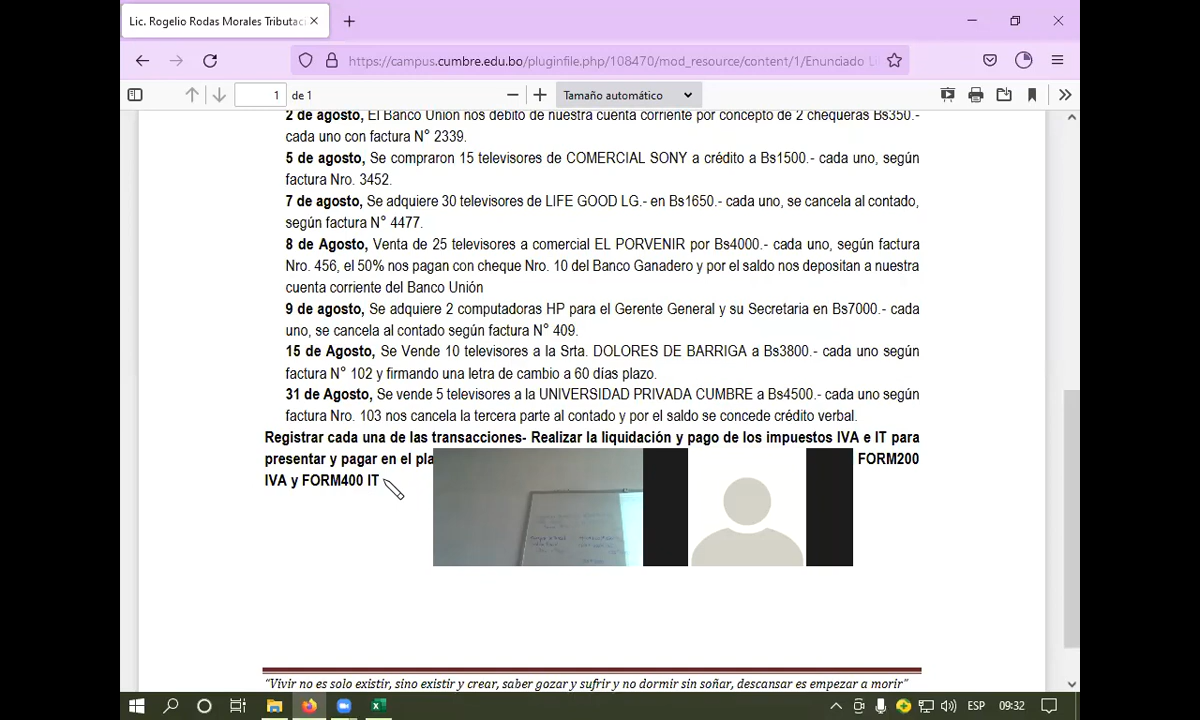 Lic. Rogelio Rodas Morales Tributac
https://campus.cumbre.edu.bo/pluginfile.php/108470/mod_resource/content/1/Enunciado L
1 de 1
Tamaño automático
2 de agosto, El Banco Unión nos debito de nuestra cuenta corriente por concepto de 2 chequeras Bs350.-
cada uno con factura N° 2339.
5 de agosto, Se compraron 15 televisores de COMERCIAL SONY a crédito a Bs1500.- cada uno, según
factura Nro. 3452.
7 de agosto, Se adquiere 30 televisores de LIFE GOOD LG.- en Bs1650.- cada uno, se cancela al contado,
según factura N° 4477.
8 de Agosto, Venta de 25 televisores a comercial EL PORVENIR por Bs4000.- cada uno, según factura
Nro. 456, el 50% nos pagan con cheque Nro. 10 del Banco Ganadero y por el saldo nos depositan a nuestra
cuenta corriente del Banco Unión
9 de agosto, Se adquiere 2 computadoras HP para el Gerente General y su Secretaria en Bs7000.- cada
uno, se cancela al contado según factura N° 409.
15 de Agosto, Se Vende 10 televisores a la Srta. DOLORES DE BARRIGA a Bs3800.- cada uno según
factura N° 102 y firmando una letra de cambio a 60 días plazo.
31 de Agosto, Se vende 5 televisores a la UNIVERSIDAD PRIVADA CUMBRE a Bs4500.- cada uno según
factura Nro. 103 nos cancela la tercera parte al contado y por el saldo se concede crédito verbal.
Registrar cada una de las transacciones- Realizar la liquidación y pago de los impuestos IVA e IT para
presentar y pagar en el pla FORM200
IVA y FORM400 IT
"Vivir no es solo existir, sino existir y crear, saber gozar y sufrir y no dormir sin soñar, descansar es empezar a morir"
ESP 09:32